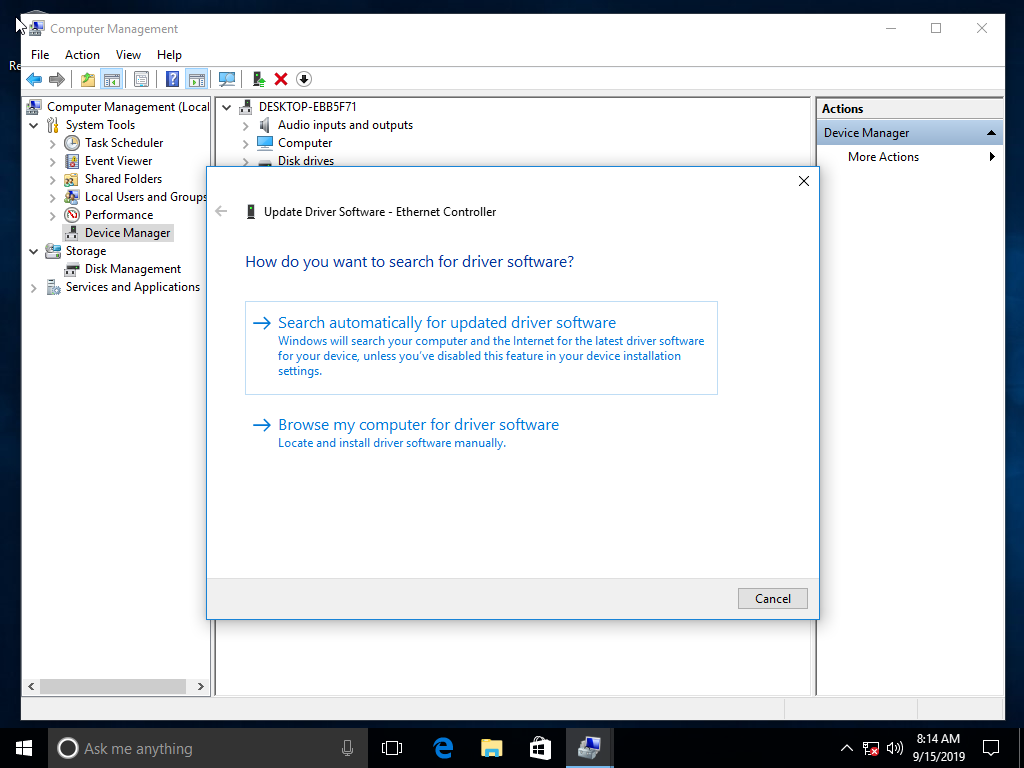 Computer Management
File Action View Help
Computer Management (Local
System Tools
Task Scheduler
Event Viewer
Shared Folders
Local Users and Groups
Performance
Device Manager
Storage
Disk Management
Services and Applications
DESKTOP-EBB5F71
Audio inputs and outputs
Computer
Disk drives
Actions
Device Manager
More Actions
Update Driver Software - Ethernet Controller
How do you want to search for driver software?
Search automatically for updated driver software
Windows will search your computer and the Internet for the latest driver software
for your device, unless you've disabled this feature in your device installation
settings.
Browse my computer for driver software
Locate and install driver software manually.
Cancel
Re
Ask me anything
8:14 AM
9/15/2019